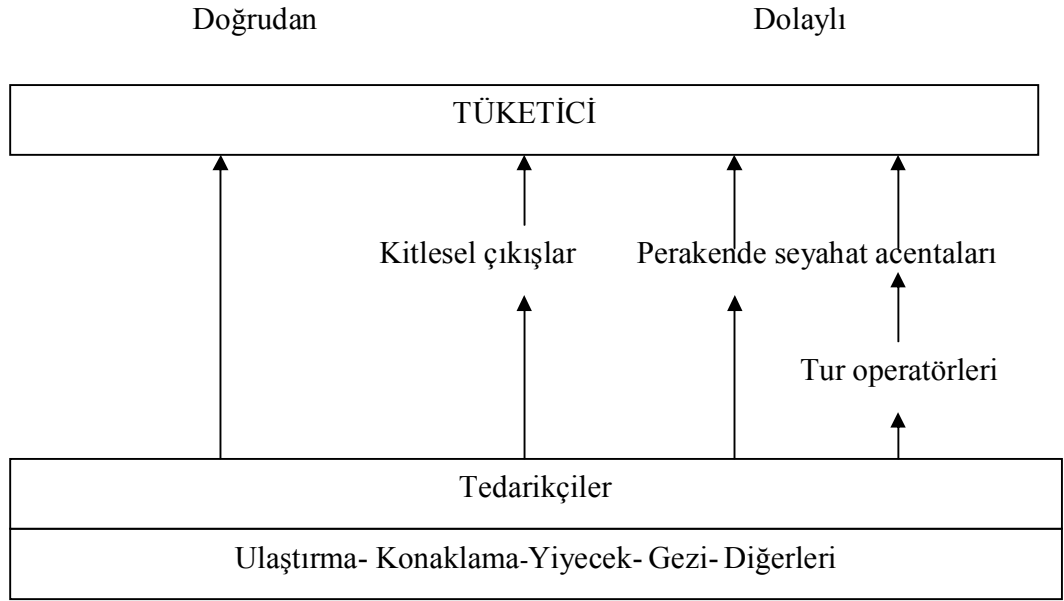 Doğrudan Dolaylı
TÜKETİCİ
Kitlesel çıkışlar Perakende seyahat acentaları
Tur operatörleri
Tedarikçiler
Ulaştırma- Konaklama-Yiyecek- Gezi- Diğerleri